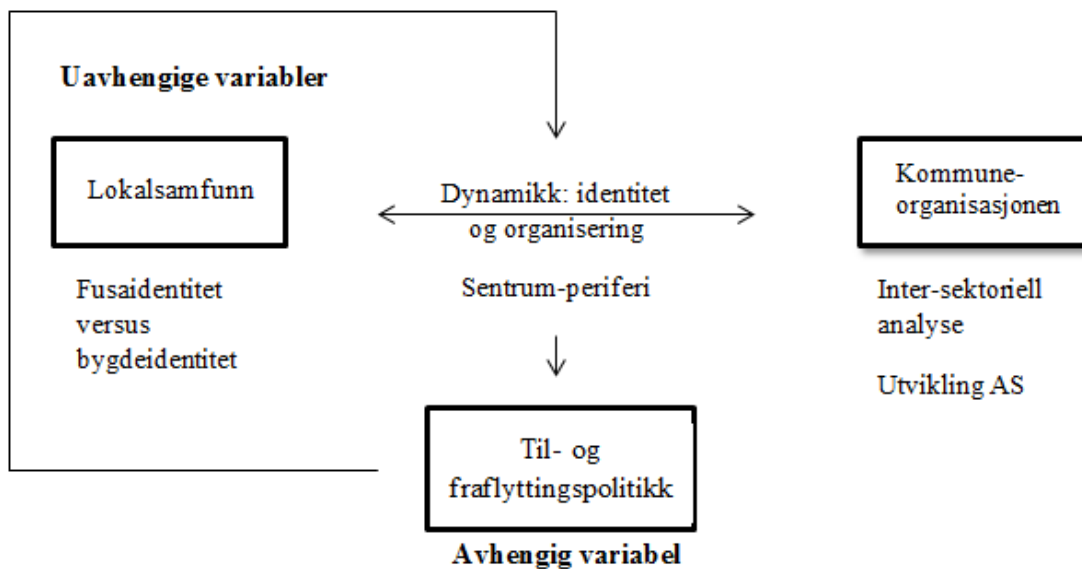 Uavhengige variabler
Lokalsamfunn
Fusaidentitet
versus
bygdeidentitet
Dynamikk: identitet
og organisering
Sentrum-periferi
Kommune-
organisasjonen
Inter-sektoriell
analyse
Utvikling AS
Til- og
fraflyttingspolitikk
Avhengig variabel